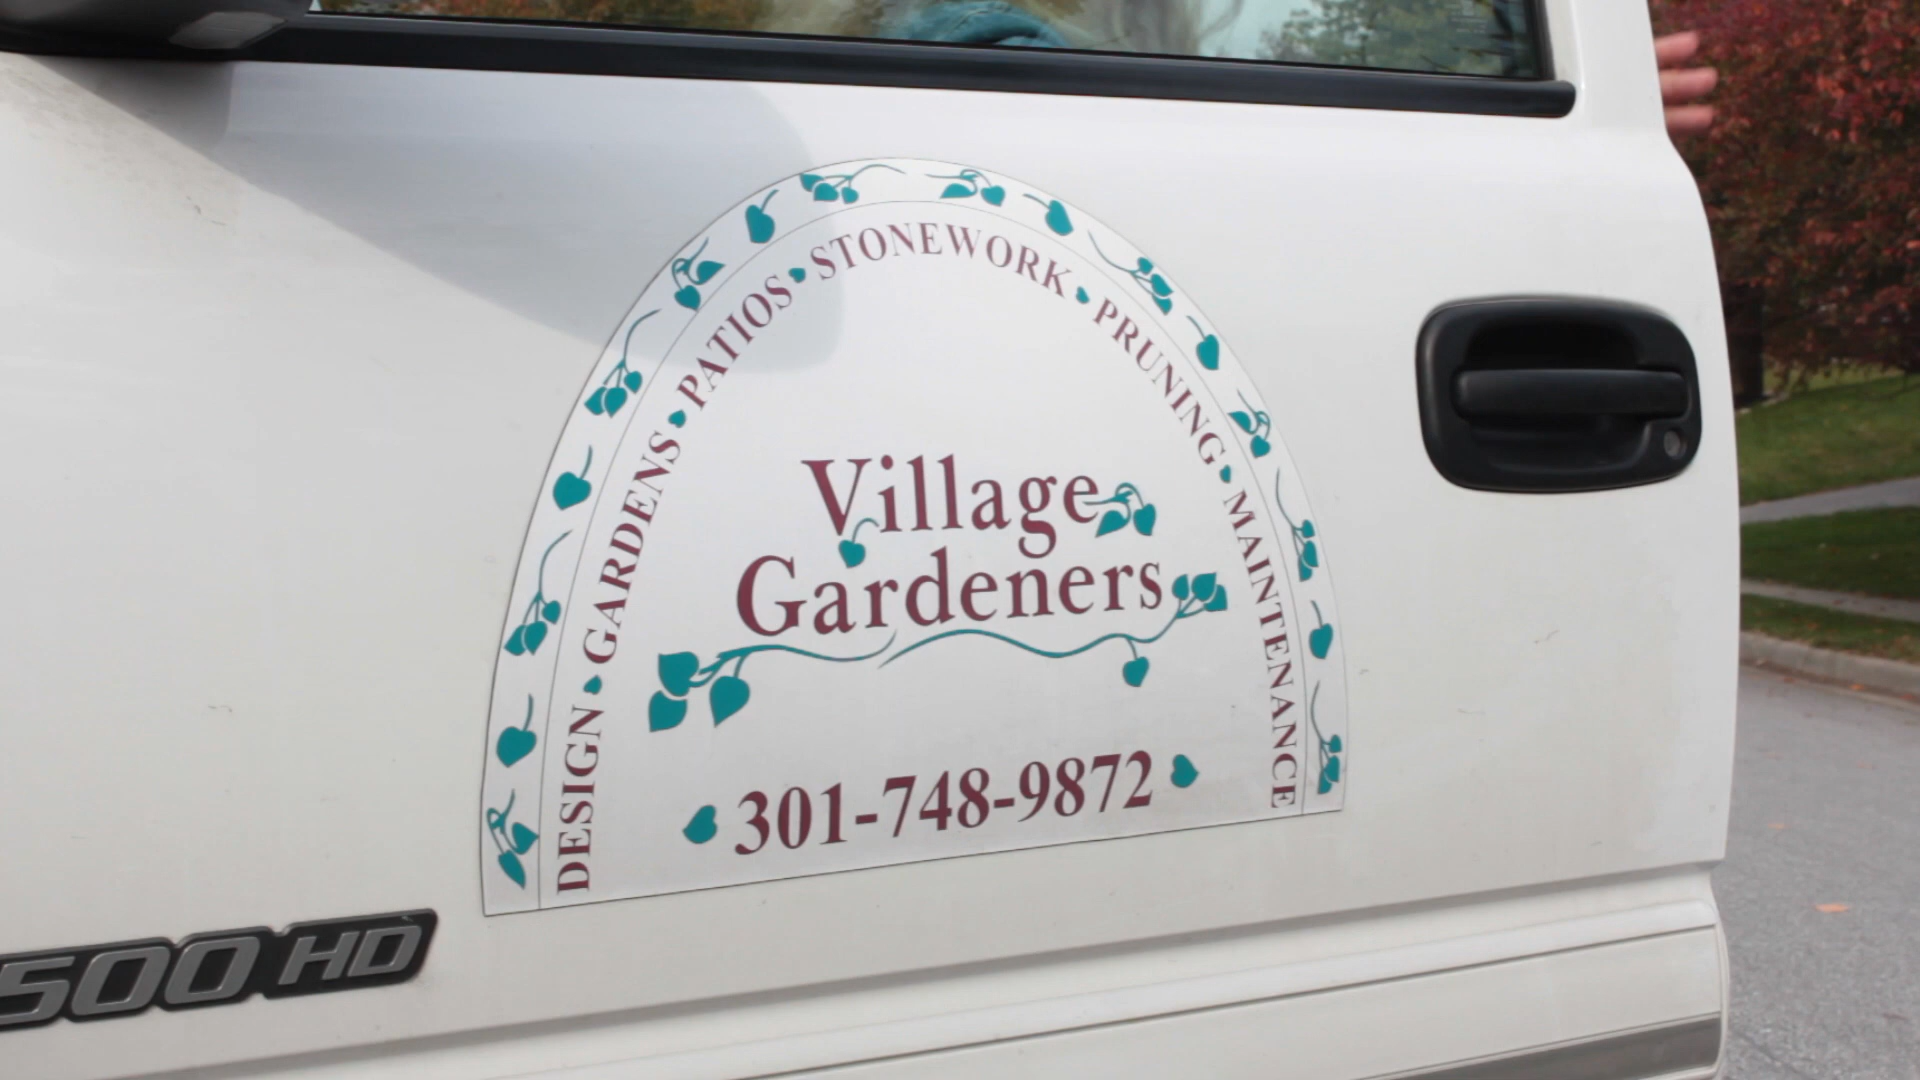 DESIGN • GARDENS • PATIOS • STONEWORK • PRUNING • MAINTENANCE
Village
Gardeners
301-748-9872
500 HD